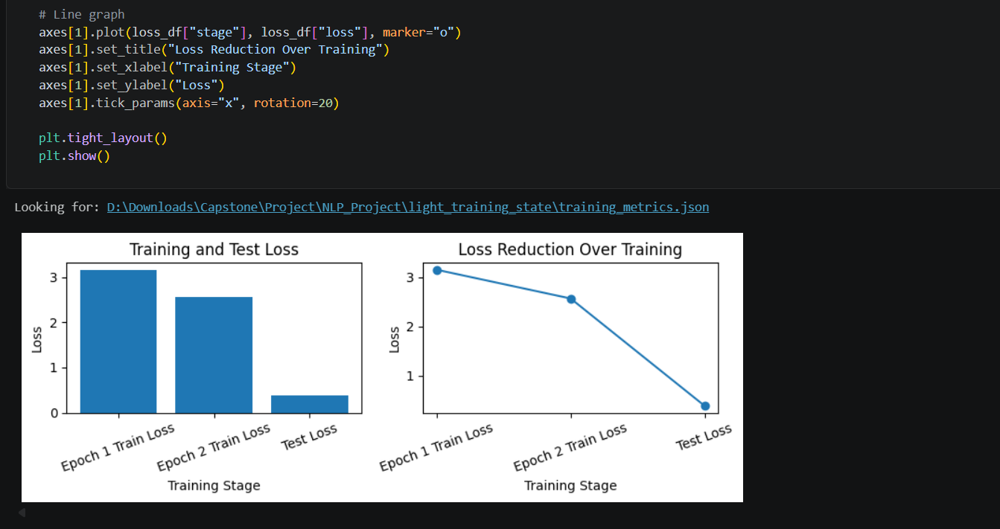 # Line graph
axes[1].plot(loss_df["stage"], loss_df["loss"], marker="o")
axes[1].set_title("Loss Reduction Over Training")
axes[1].set_xlabel("Training Stage")
axes[1].set_ylabel("Loss")
axes[1].tick_params(axis="x", rotation=20)
plt.tight_layout()
plt.show()
Looking for: D:\Downloads\Capstone\Project\NLP_Project\light_training_state\training_metrics.json
Training and Test Loss
Loss
3
2
1
0
Epoch 1 Train Loss
Epoch 2 Train Loss
Test Loss
Training Stage
Loss Reduction Over Training
Loss
3
2
1
Epoch 1 Train Loss
Epoch 2 Train Loss
Test Loss
Training Stage